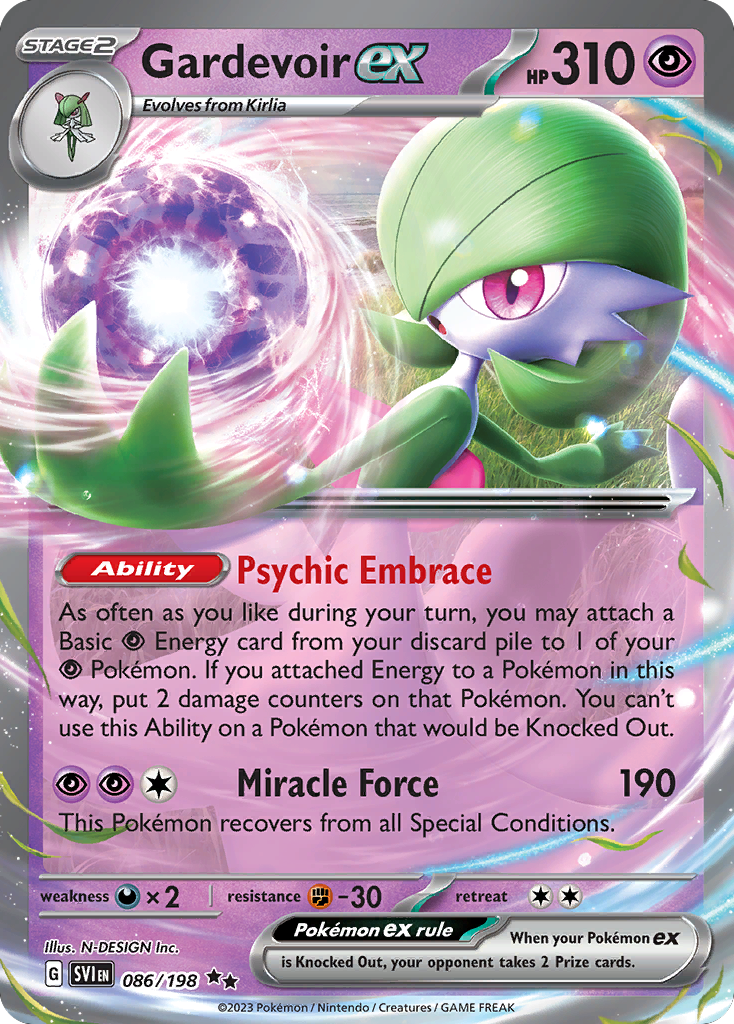 STAGE2
Gardevoir ex
HP310
Evolves from Kirlia
Ability Psychic Embrace
As often as you like during your turn, you may attach a
Basic Energy card from your discard pile to 1 of your
Pokémon. If you attached Energy to a Pokémon in this
way, put 2 damage counters on that Pokémon. You can't
use this Ability on a Pokémon that would be Knocked Out.
Miracle Force 190
This Pokémon recovers from all Special Conditions.
weakness ×2 resistance -30 retreat
Pokémon ex rule
When your Pokémon ex
is Knocked Out, your opponent takes 2 Prize cards.
Illus. N-DESIGN Inc.
G SVI EN 086/198
©2023 Pokémon / Nintendo / Creatures / GAME FREAK